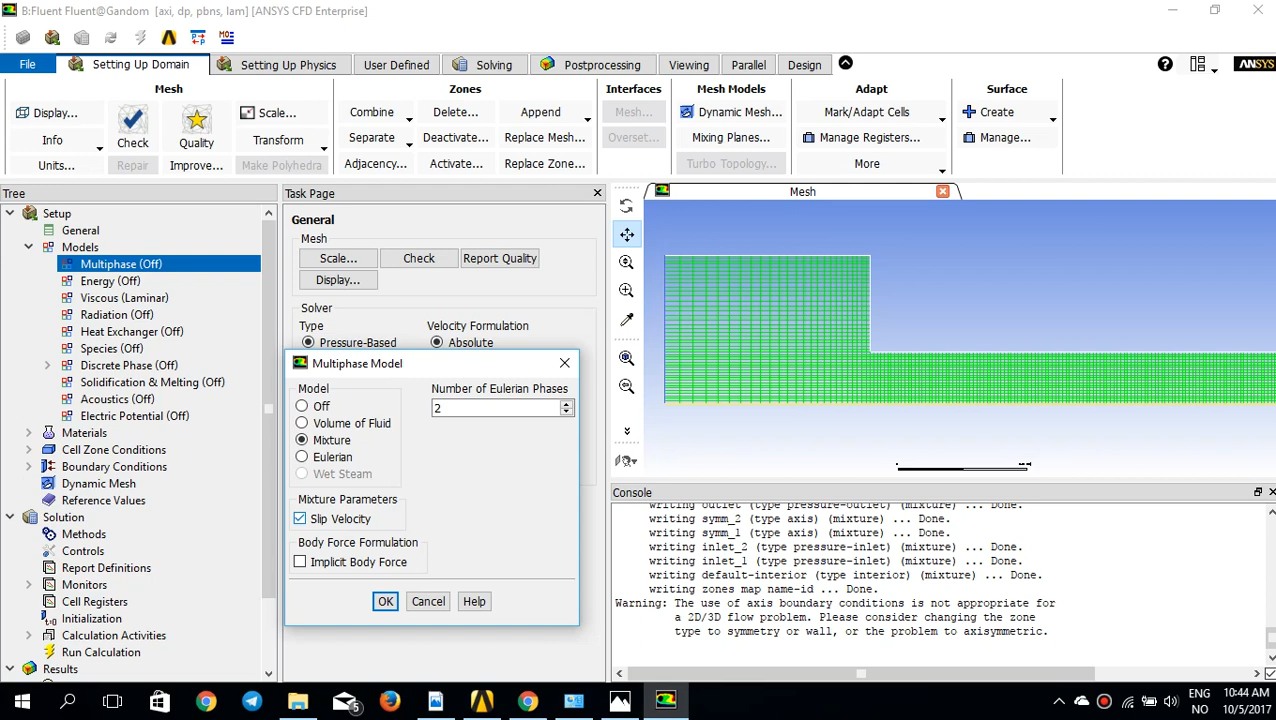 B:Fluent Fluent@Gandom [axi, dp, pbns, lam] [ANSYS CFD Enterprise]
File
Setting Up Domain
Setting Up Physics
User Defined
Solving
Postprocessing
Viewing
Parallel
Design
ANSYS
Mesh
Zones
Interfaces
Mesh Models
Adapt
Surface
Display...
Info
Units...
Check
Repair
Quality
Improve...
Scale...
Transform
Make Polyhedra
Combine
Separate
Adjacency...
Delete...
Deactivate...
Activate...
Append
Replace Mesh...
Replace Zone...
Mesh...
Overset...
Dynamic Mesh...
Mixing Planes...
Turbo Topology...
Mark/Adapt Cells
Manage Registers...
More
Create
Manage...
Tree
Setup
General
Models
Multiphase (Off)
Energy (Off)
Viscous (Laminar)
Radiation (Off)
Heat Exchanger (Off)
Species (Off)
Discrete Phase (Off)
Solidification & Melting (Off)
Acoustics (Off)
Electric Potential (Off)
Materials
Cell Zone Conditions
Boundary Conditions
Dynamic Mesh
Reference Values
Solution
Methods
Controls
Report Definitions
Monitors
Cell Registers
Initialization
Calculation Activities
Run Calculation
Results
Task Page
General
Mesh
Scale...
Check
Report Quality
Display...
Solver
Type
Velocity Formulation
Pressure-Based
Absolute
Multiphase Model
Model
Off
Volume of Fluid
Mixture
Eulerian
Wet Steam
Number of Eulerian Phases
2
Mixture Parameters
Slip Velocity
Body Force Formulation
Implicit Body Force
OK
Cancel
Help
Mesh
Console
writing outlet (type pressure-outlet) (mixture) ... Done.
writing symm_2 (type axis) (mixture) ... Done.
writing symm_1 (type axis) (mixture) ... Done.
writing inlet_2 (type pressure-inlet) (mixture) ... Done.
writing inlet_1 (type pressure-inlet) (mixture) ... Done.
writing default-interior (type interior) (mixture) ... Done.
writing zones map name-id ... Done.
Warning: The use of axis boundary conditions is not appropriate for
a 2D/3D flow problem. Please consider changing the zone
type to symmetry or wall, or the problem to axisymmetric.
5
ENG
NO
10:44 AM
10/5/2017